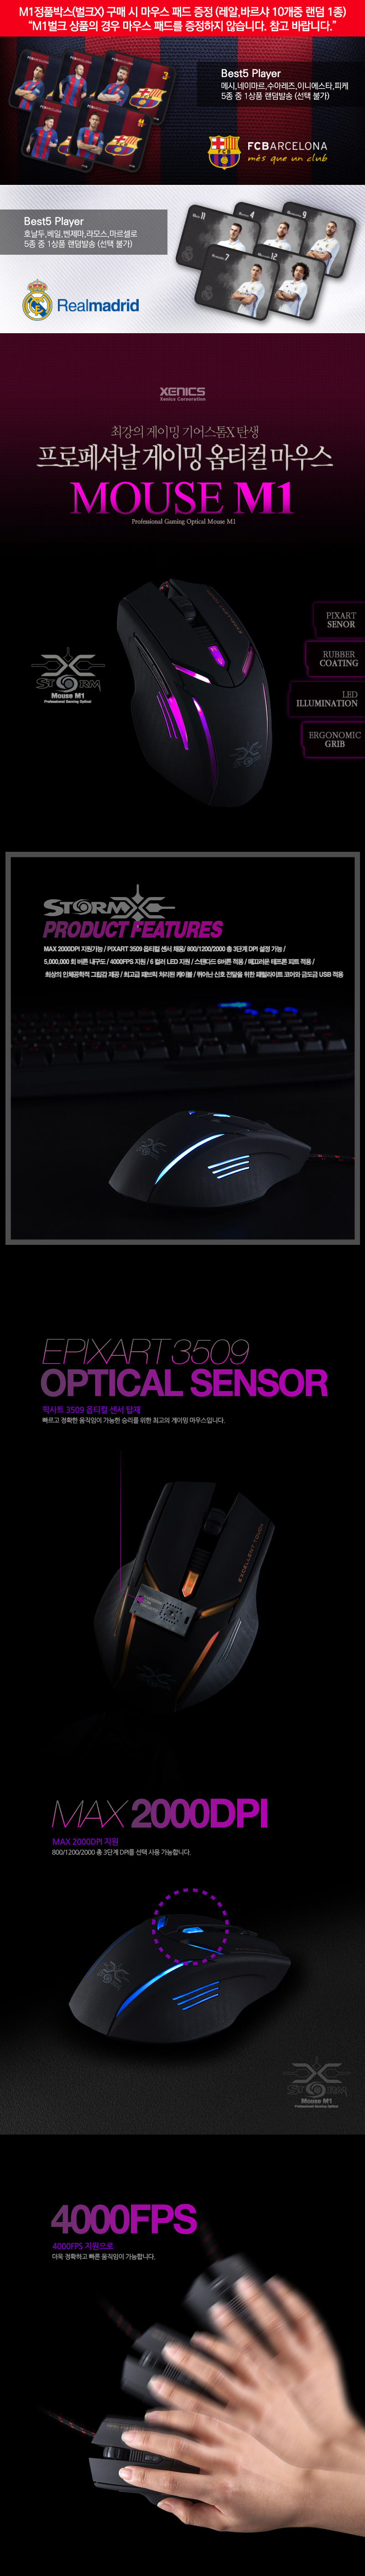 M1정품박스(벌크X) 구매 시 마우스 패드 증정 (레알,바르샤 10개중 랜덤 1종)
“M1벌크 상품의 경우 마우스 패드를 증정하지 않습니다. 참고 바랍니다.”
Best5 Player
메시,네이마르,수아레즈,이니에스타,피케
5종 중 1상품 랜덤발송 (선택 불가)
FCBARCELONA
més que un club
Best5 Player
호날두,베일,벤제마,라모스,마르셀로
5종 중 1상품 랜덤발송 (선택 불가)
Realmadrid
XENICS
Xenics Corporation
최강의 게이밍 기어스톰X 탄생
프로페셔날 게이밍 옵티컬 마우스
MOUSE M1
Professional Gaming Optical Mouse M1
STORM
Mouse M1
Professional Gaming Optical
PIXART
SENOR
RUBBER
COATING
LED
ILLUMINATION
ERGONOMIC
GRIB
STORMX
PRODUCT FEATURES
MAX 2000DPI 지원가능 / PIXART 3509 옵티컬 센서 채용/ 800/1200/2000 총 3단계 DPI 설정 가능 /
5,000,000 회 버튼 내구도 / 4000FPS 지원 / 6 컬러 LED 지원 / 스탠다드 6버튼 적용 / 매끄러운 테프론 피트 적용 /
최상의 인체공학적 그립감 제공 / 최고급 패브릭 처리된 케이블 / 뛰어난 신호 전달을 위한 페럴라이트 코어와 금도금 USB 적용
EPIXART 3509
OPTICAL SENSOR
픽사트 3509 옵티컬 센서 탑재
빠르고 정확한 움직임이 가능한 승리를 위한 최고의 게이밍 마우스입니다.
EXCELLENT TOUCH
MAX 2000DPI
MAX 2000DPI 지원
800/1200/2000 총 3단계 DPI를 선택 사용 가능합니다.
STORM
Mouse M1
Professional Gaming Optical
4000FPS
4000FPS 지원으로
더욱 정확하고 빠른 움직임이 가능합니다.